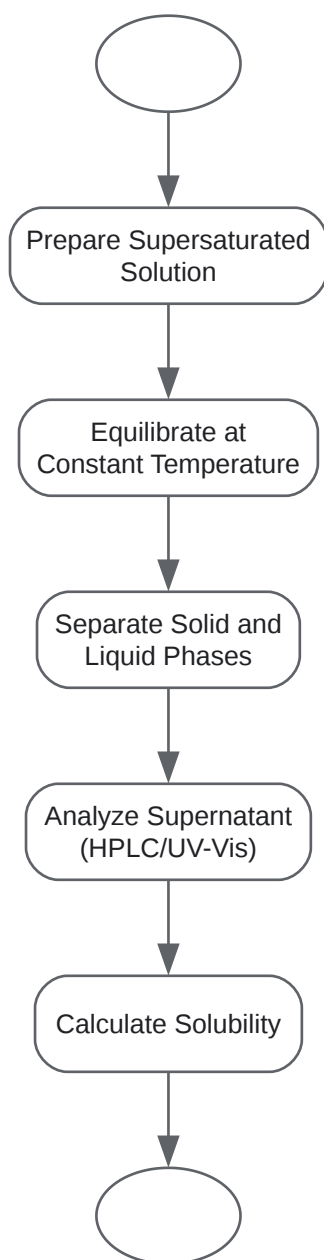 Prepare Supersaturated
Solution
Equilibrate at
Constant Temperature
Separate Solid and
Liquid Phases
Analyze Supernatant
(HPLC/UV-Vis)
Calculate Solubility